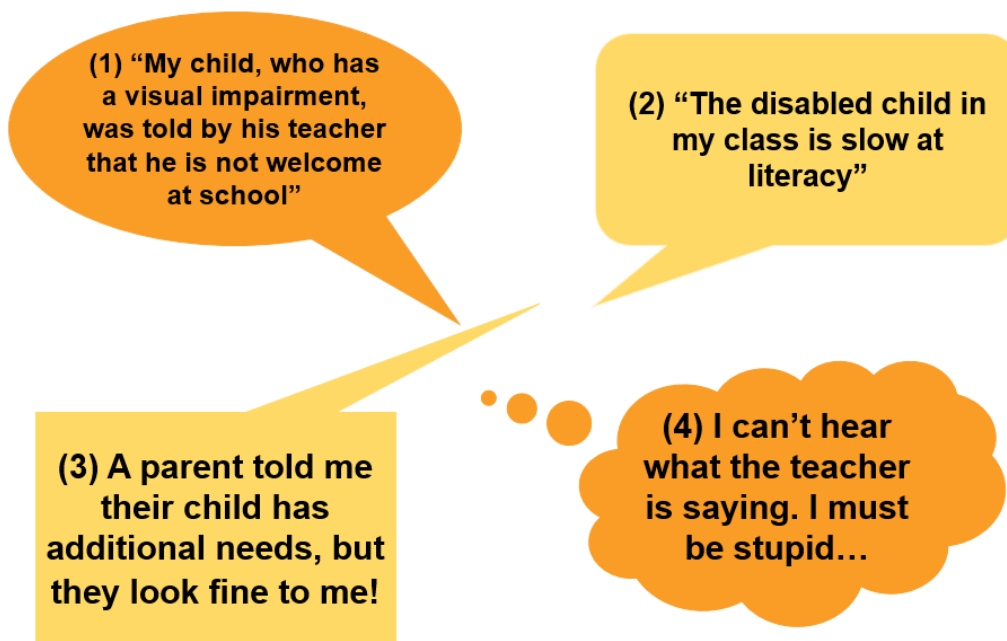 (1) “My child, who has
a visual impairment,
was told by his teacher
that he is not welcome
at school”
(2) “The disabled child in
my class is slow at
literacy”
(3) A parent told me
their child has
additional needs, but
they look fine to me!
(4) I can’t hear
what the teacher
is saying. I must
be stupid…